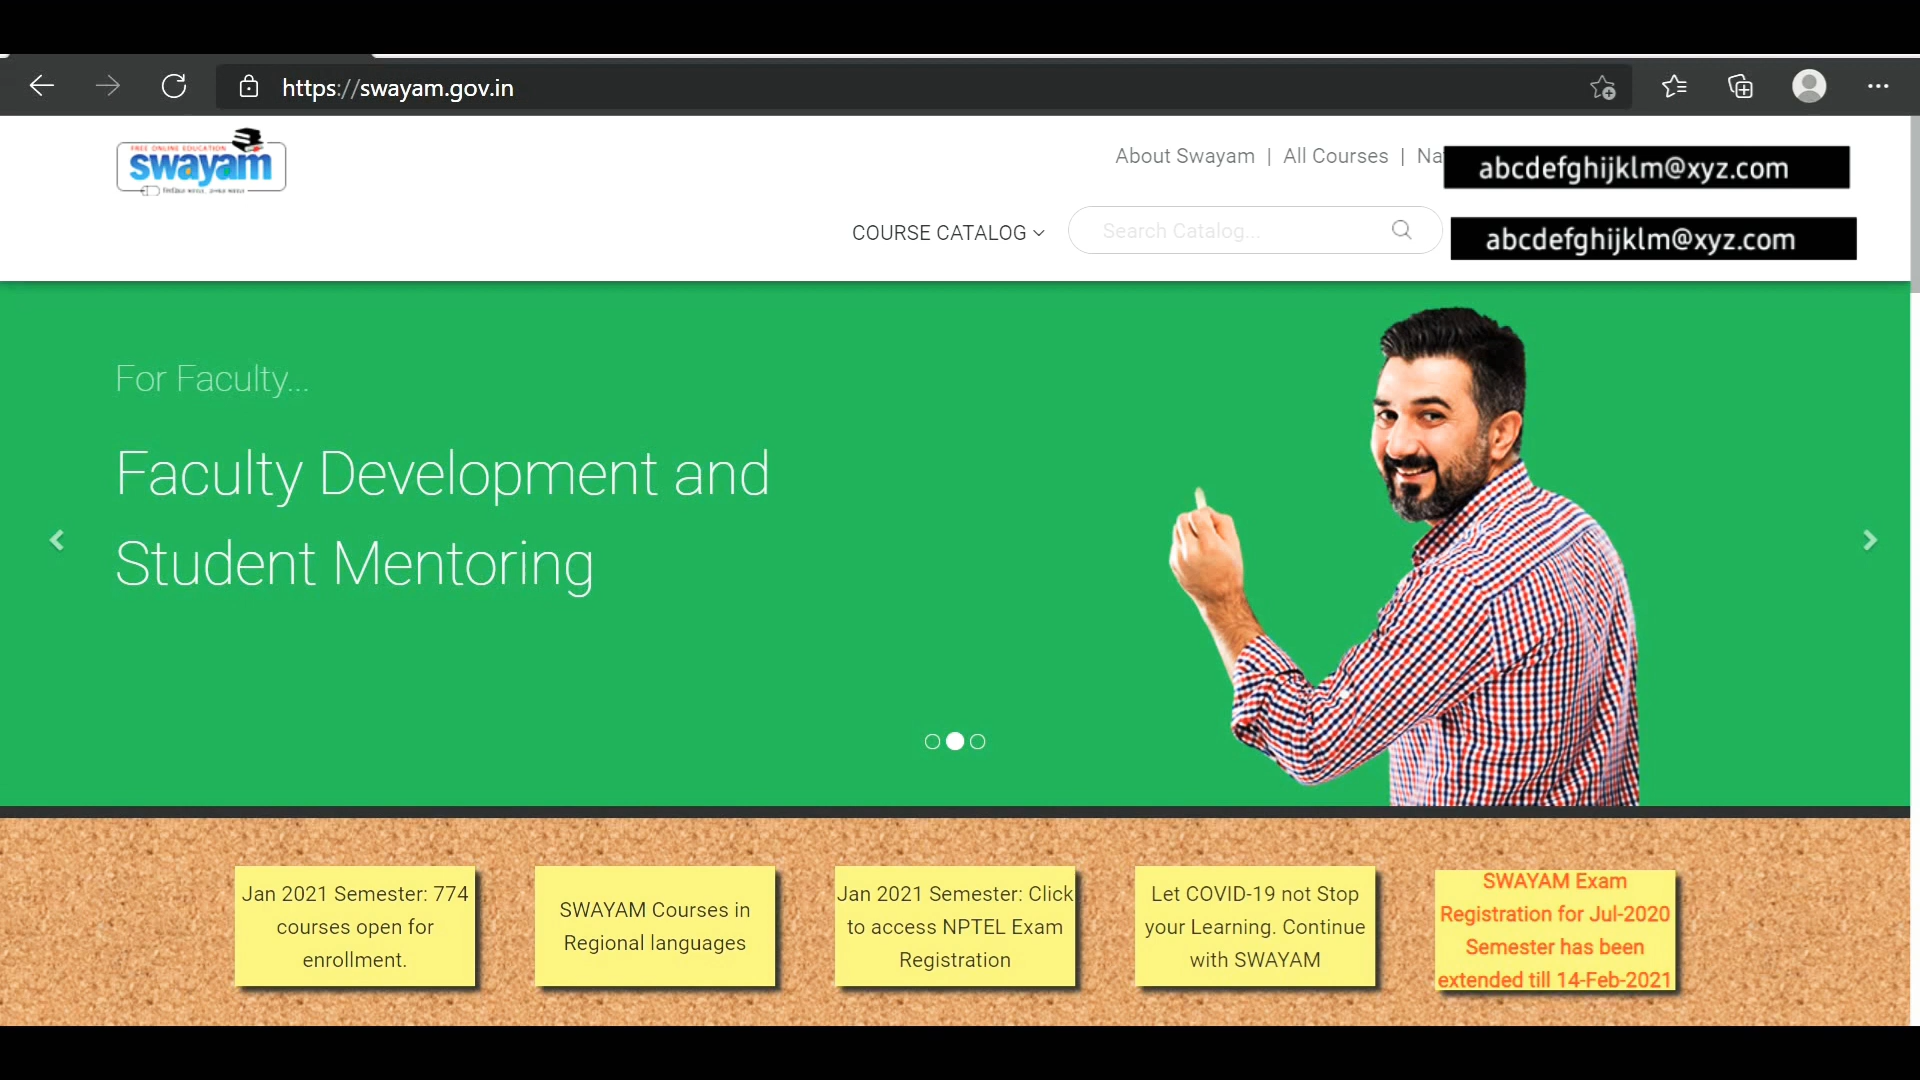 https://swayam.gov.in
FREE ONLINE EDUCATION
swayam
About Swayam | All Courses | Na
abcdefghijklm@xyz.com
COURSE CATALOG
Search Catalog...
abcdefghijklm@xyz.com
For Faculty...
Faculty Development and
Student Mentoring
Jan 2021 Semester: 774
courses open for
enrollment.
SWAYAM Courses in
Regional languages
Jan 2021 Semester: Click
to access NPTEL Exam
Registration
Let COVID-19 not Stop
your Learning. Continue
with SWAYAM
SWAYAM Exam
Registration for Jul-2020
Semester has been
extended till 14-Feb-2021